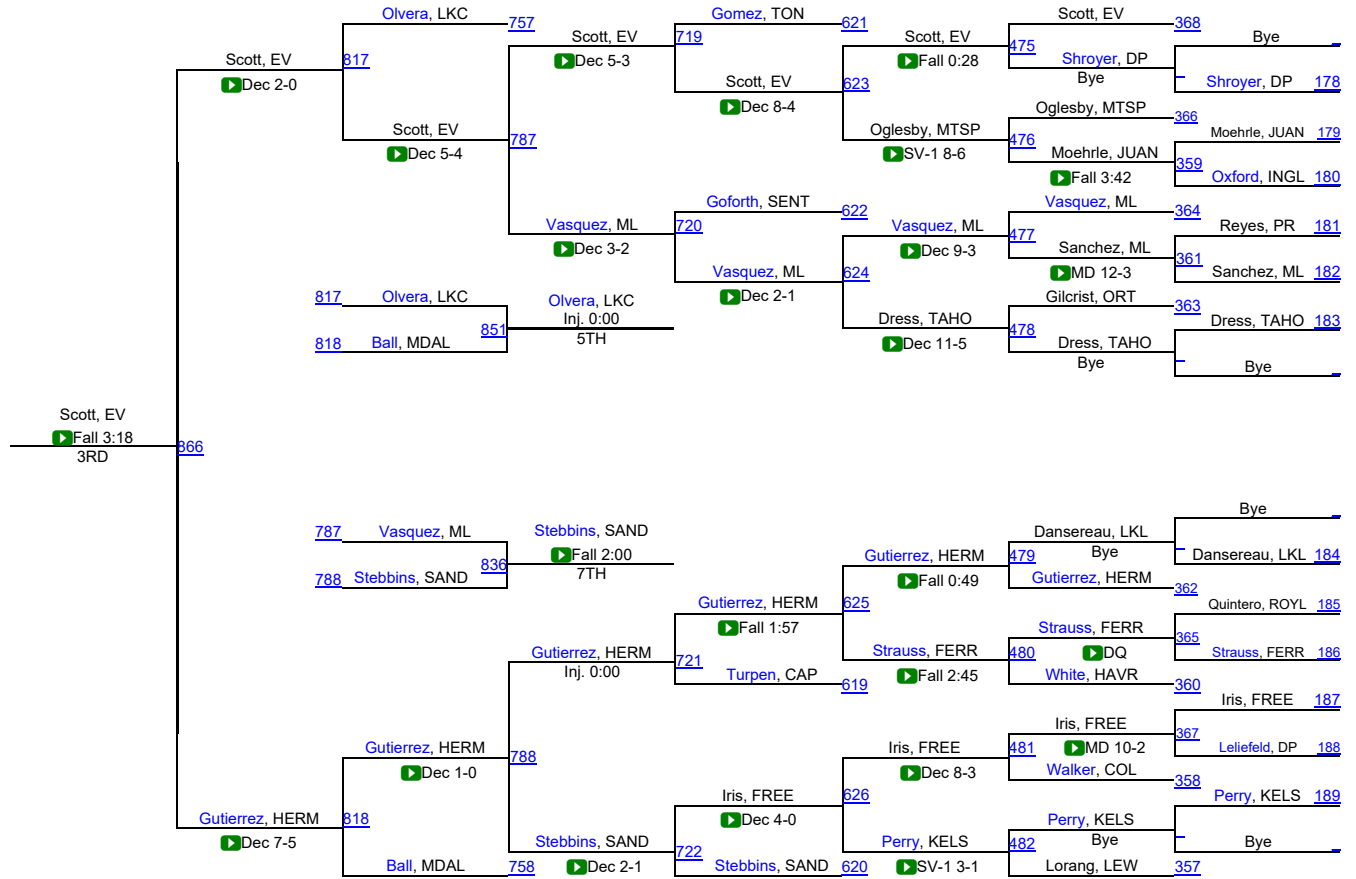 Olvera, LKC
757
Gomez, TON
621
Scott, EV
368
Bye
Scott, EV
817
Dec 2-0
Scott, EV
719
Dec 5-3
Scott, EV
475
Fall 0:28
Shroyer, DP
Bye
Shroyer, DP 178
Scott, EV
623
Dec 8-4
Oglesby, MTSP
366
Scott, EV
787
Dec 5-4
Oglesby, MTSP
476
SV-1 8-6
Moehrle, JUAN 179
Moehrle, JUAN
359
Fall 3:42
Oxford, INGL 180
Goforth, SENT
622
Vasquez, ML
364
Vasquez, ML
720
Dec 3-2
Vasquez, ML
477
Dec 9-3
Reyes, PR 181
Sanchez, ML
361
MD 12-3
Sanchez, ML 182
Vasquez, ML
624
Dec 2-1
817 Olvera, LKC
Olvera, LKC
851
Inj. 0:00
5TH
818 Ball, MDAL
Gilcrist, ORT
363
Dress, TAHO
478
Dec 11-5
Dress, TAHO 183
Dress, TAHO
Bye
Bye
Scott, EV
Fall 3:18
866
3RD
787 Vasquez, ML
Stebbins, SAND
836
Fall 2:00
7TH
788 Stebbins, SAND
Bye
Dansereau, LKL
Bye
Dansereau, LKL 184
Gutierrez, HERM
479
Fall 0:49
Gutierrez, HERM
362
Gutierrez, HERM
625
Fall 1:57
Quintero, ROYL 185
Strauss, FERR
365
DQ
Strauss, FERR 186
Strauss, FERR
480
Fall 2:45
White, HAVR
360
Gutierrez, HERM
721
Inj. 0:00
Turpen, CAP
619
Iris, FREE 187
Iris, FREE
367
MD 10-2
Leliefeld, DP 188
Iris, FREE
481
Dec 8-3
Walker, COL
358
Gutierrez, HERM
788
Dec 1-0
Iris, FREE
626
Dec 4-0
Perry, KELS 189
Perry, KELS
Bye
Bye
Gutierrez, HERM
818
Dec 7-5
Stebbins, SAND
722
Dec 2-1
Perry, KELS
482
SV-1 3-1
Ball, MDAL
758
Stebbins, SAND 620
Lorang, LEW
357